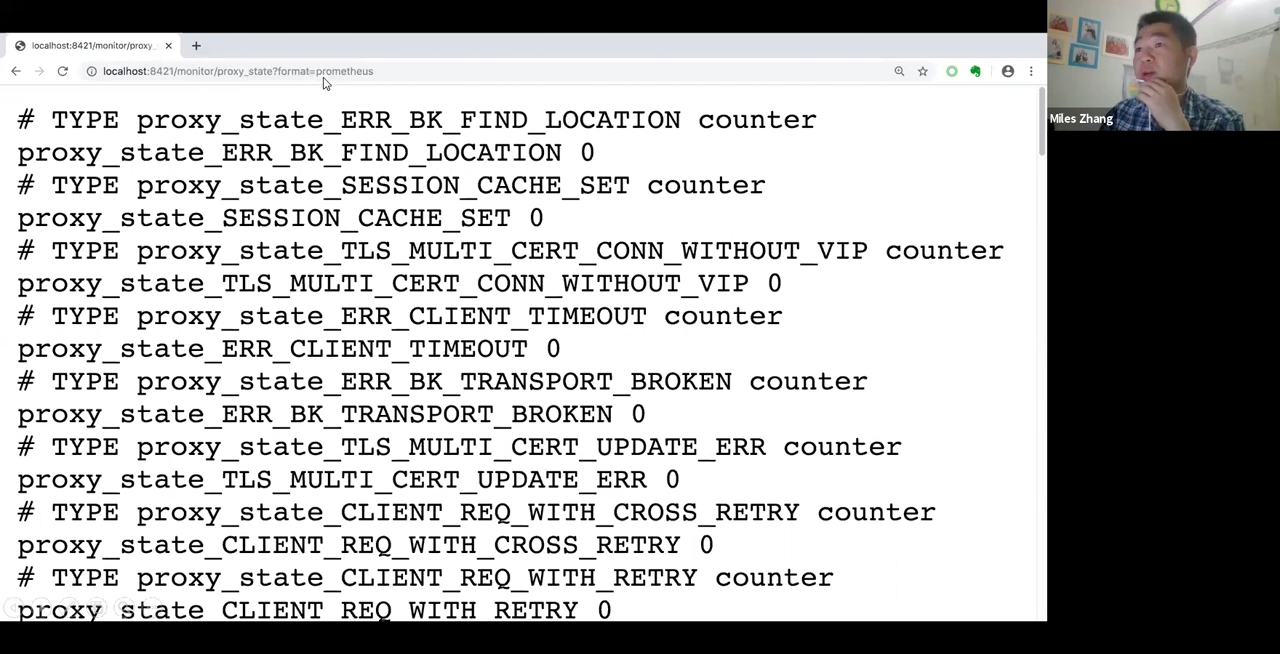 localhost:8421/monitor/proxy_
localhost:8421/monitor/proxy_state?format=prometheus
# TYPE proxy_state_ERR_BK_FIND_LOCATION counter
proxy_state_ERR_BK_FIND_LOCATION 0
# TYPE proxy_state_SESSION_CACHE_SET counter
proxy_state_SESSION_CACHE_SET 0
# TYPE proxy_state_TLS_MULTI_CERT_CONN_WITHOUT_VIP counter
proxy_state_TLS_MULTI_CERT_CONN_WITHOUT_VIP 0
# TYPE proxy_state_ERR_CLIENT_TIMEOUT counter
proxy_state_ERR_CLIENT_TIMEOUT 0
# TYPE proxy_state_ERR_BK_TRANSPORT_BROKEN counter
proxy_state_ERR_BK_TRANSPORT_BROKEN 0
# TYPE proxy_state_TLS_MULTI_CERT_UPDATE_ERR counter
proxy_state_TLS_MULTI_CERT_UPDATE_ERR 0
# TYPE proxy_state_CLIENT_REQ_WITH_CROSS_RETRY counter
proxy_state_CLIENT_REQ_WITH_CROSS_RETRY 0
# TYPE proxy_state_CLIENT_REQ_WITH_RETRY counter
proxy_state_CLIENT_REQ_WITH_RETRY 0
Miles Zhang